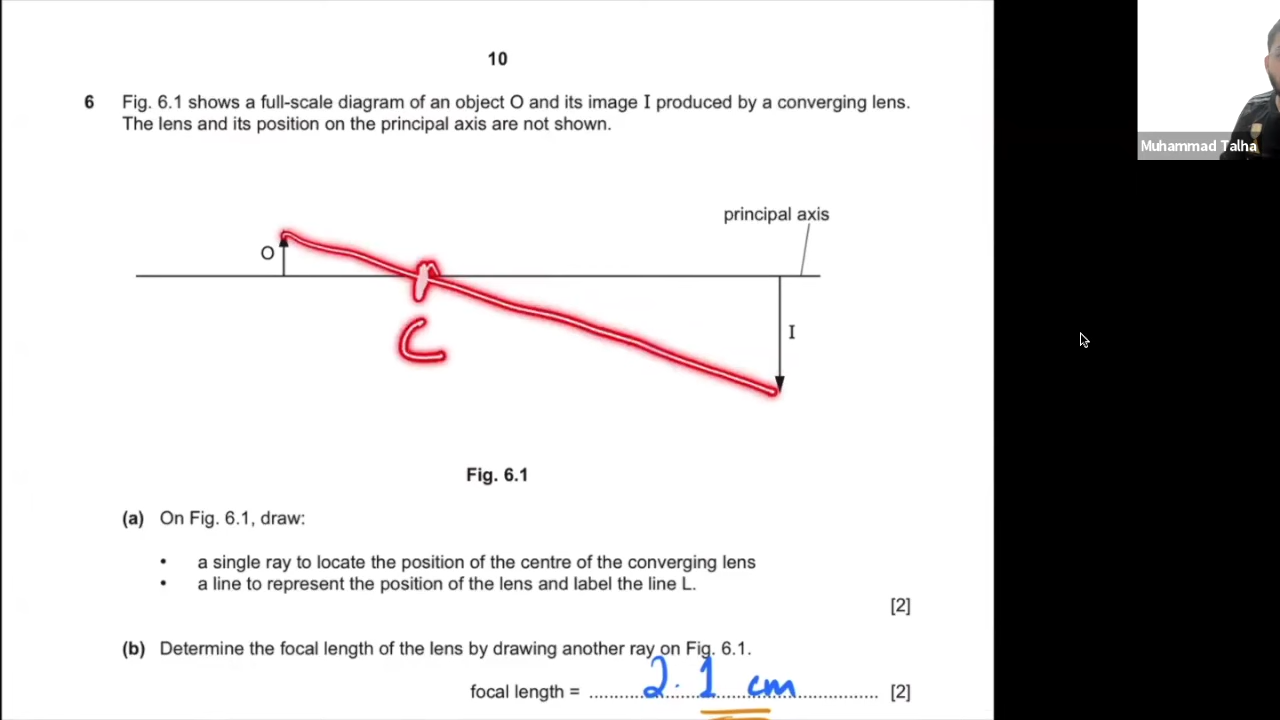 10
6 Fig. 6.1 shows a full-scale diagram of an object O and its image I produced by a converging lens.
The lens and its position on the principal axis are not shown.
Muhammad Talha
principal axis
O
I
C
Fig. 6.1
(a) On Fig. 6.1, draw:
• a single ray to locate the position of the centre of the converging lens
• a line to represent the position of the lens and label the line L.
[2]
(b) Determine the focal length of the lens by drawing another ray on Fig. 6.1.
focal length = ........ 2.1 cm ........ [2]